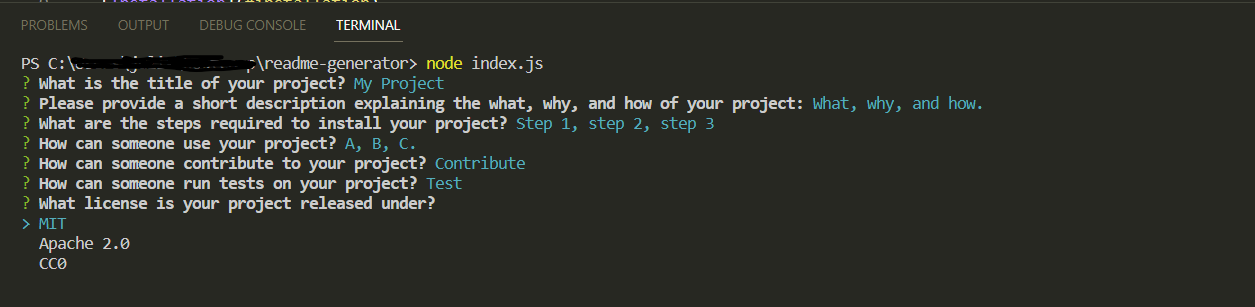 PROBLEMS OUTPUT DEBUG CONSOLE TERMINAL
PS C:\ \readme-generator> node index.js
? What is the title of your project? My Project
? Please provide a short description explaining the what, why, and how of your project: What, why, and how.
? What are the steps required to install your project? Step 1, step 2, step 3
? How can someone use your project? A, B, C.
? How can someone contribute to your project? Contribute
? How can someone run tests on your project? Test
? What license is your project released under?
> MIT
Apache 2.0
CC0